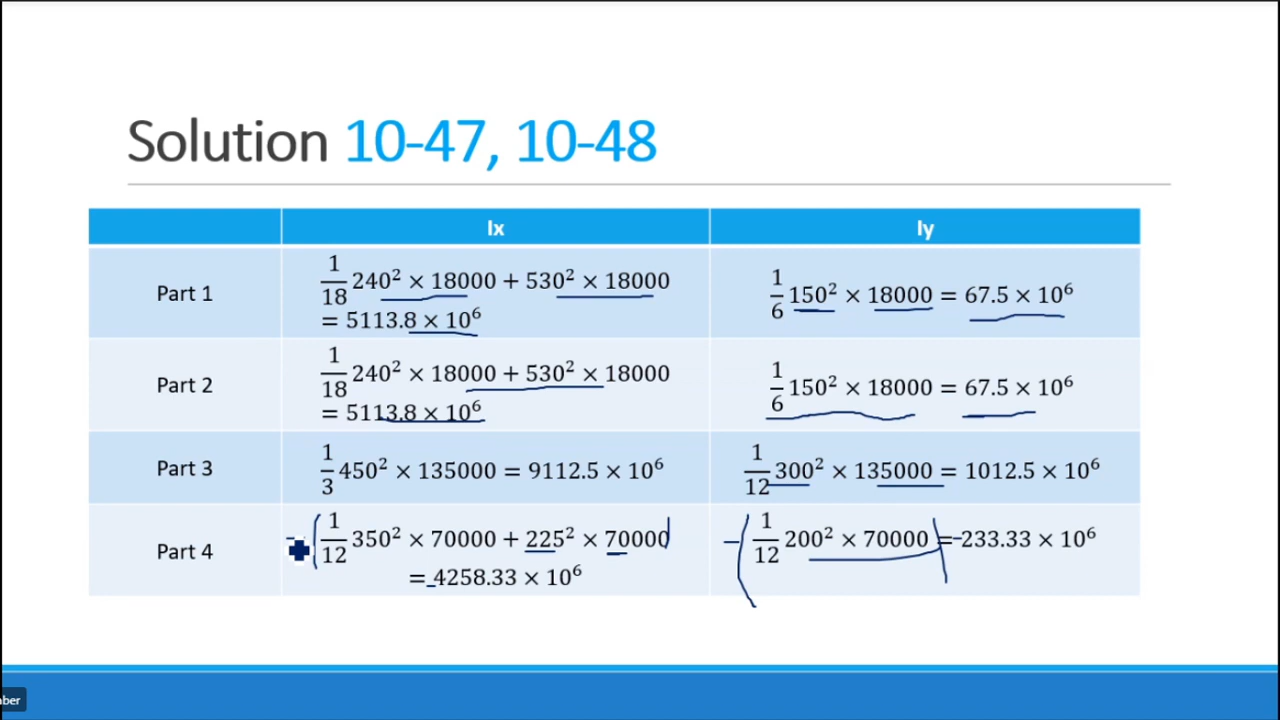 Solution 10-47, 10-48
Ix Iy
Part 1
1/18 240² × 18000 + 530² × 18000
= 5113.8 × 10⁶
1/6 150² × 18000 = 67.5 × 10⁶
Part 2
1/18 240² × 18000 + 530² × 18000
= 5113.8 × 10⁶
1/6 150² × 18000 = 67.5 × 10⁶
Part 3
1/3 450² × 135000 = 9112.5 × 10⁶
1/12 300² × 135000 = 1012.5 × 10⁶
Part 4
-(1/12 350² × 70000 + 225² × 70000)
= -4258.33 × 10⁶
-(1/12 200² × 70000) = -233.33 × 10⁶
ber